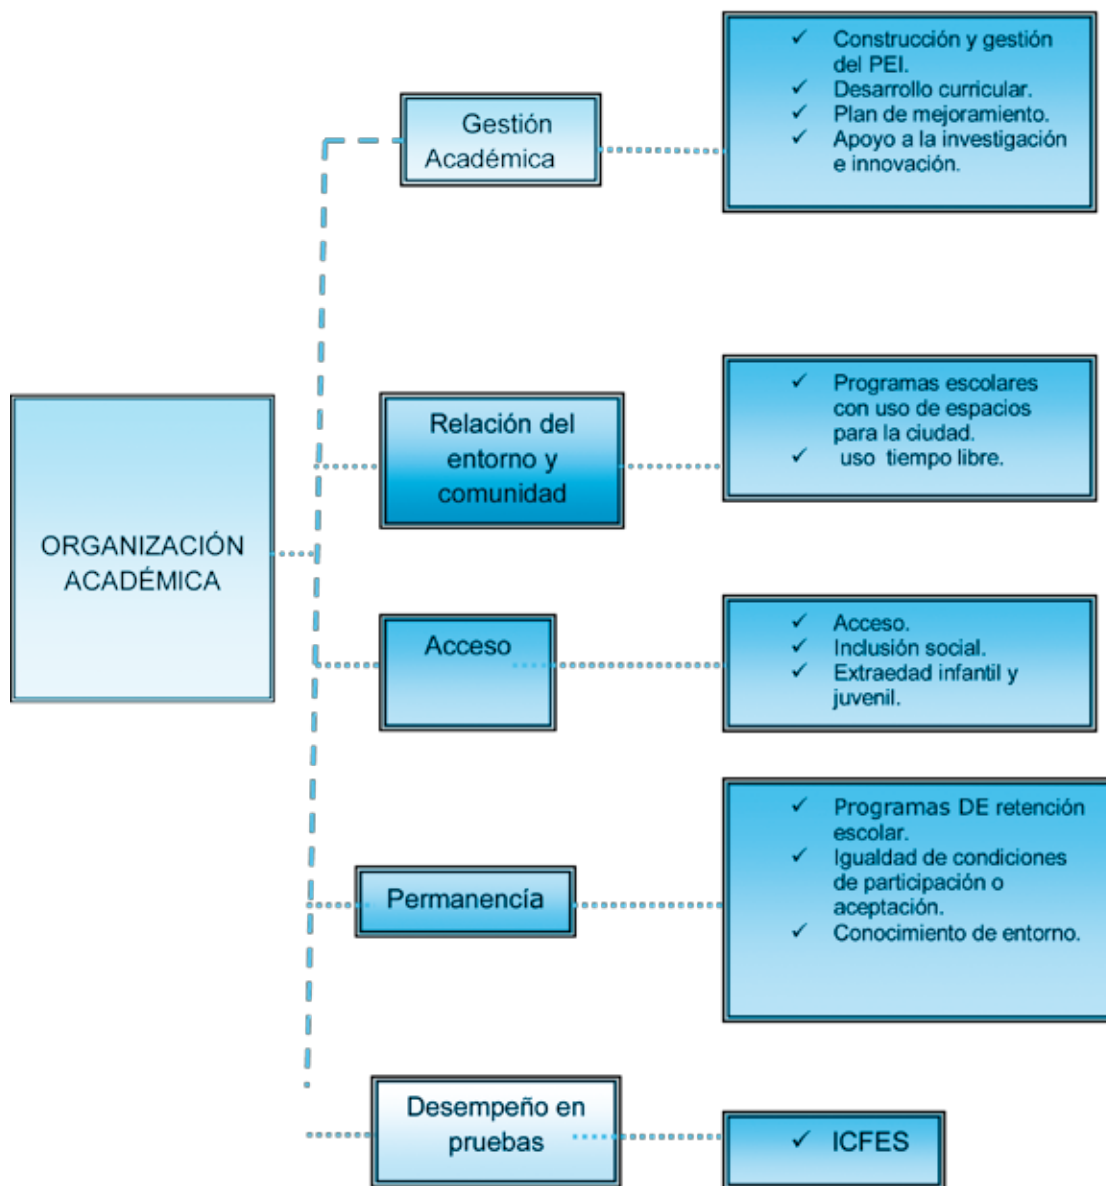 Gestión
Académica
✓ Construcción y gestión
del PEI.
✓ Desarrollo curricular.
✓ Plan de mejoramiento.
✓ Apoyo a la investigación
e innovación.
ORGANIZACIÓN
ACADÉMICA
Relación del
entorno y
comunidad
✓ Programas escolares
con uso de espacios
para la ciudad.
✓ uso tiempo libre.
Acceso
✓ Acceso.
✓ Inclusión social.
✓ Extraedad infantil y
juvenil.
Permanencía
✓ Programas DE retención
escolar.
✓ Igualdad de condiciones
de participación o
aceptación.
✓ Conocimiento de entorno.
Desempeño en
pruebas
✓ ICFES